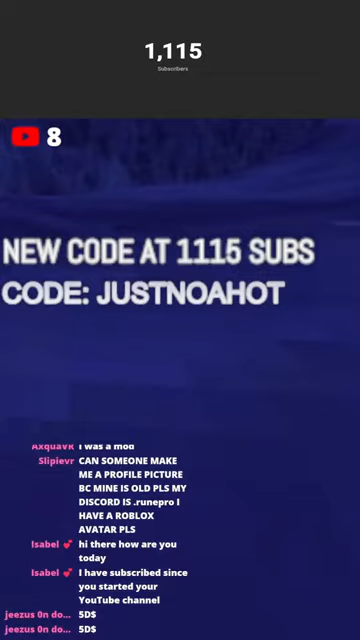 1,115
Subscribers
8
NEW CODE AT 1115 SUBS
CODE: JUSTNOAHOT
AxquaVR I was a mod
Slipievr CAN SOMEONE MAKE
ME A PROFILE PICTURE
BC MINE IS OLD PLS MY
DISCORD IS .runepro I
HAVE A ROBLOX
AVATAR PLS
Isabel 💕 hi there how are you
today
Isabel 💕 I have subscribed since
you started your
YouTube channel
jeezus 0n do... 5D$
jeezus 0n do... 5D$